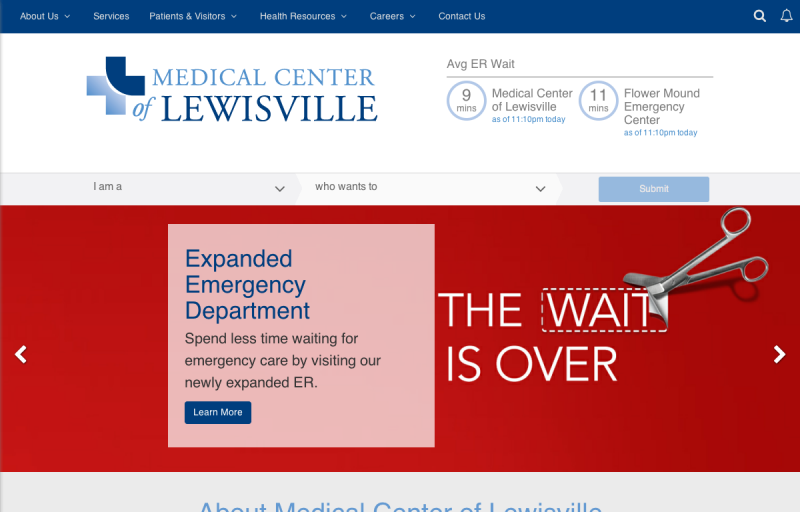 About Us
Services
Patients & Visitors
Health Resources
Careers
Contact Us
MEDICAL CENTER
of LEWISVILLE
Avg ER Wait
9
mins
Medical Center
of Lewisville
as of 11:10pm today
11
mins
Flower Mound
Emergency
Center
as of 11:10pm today
I am a
who wants to
Submit
Expanded
Emergency
Department
Spend less time waiting for
emergency care by visiting our
newly expanded ER.
Learn More
THE WAIT
IS OVER
About Medical Center of Lewisville